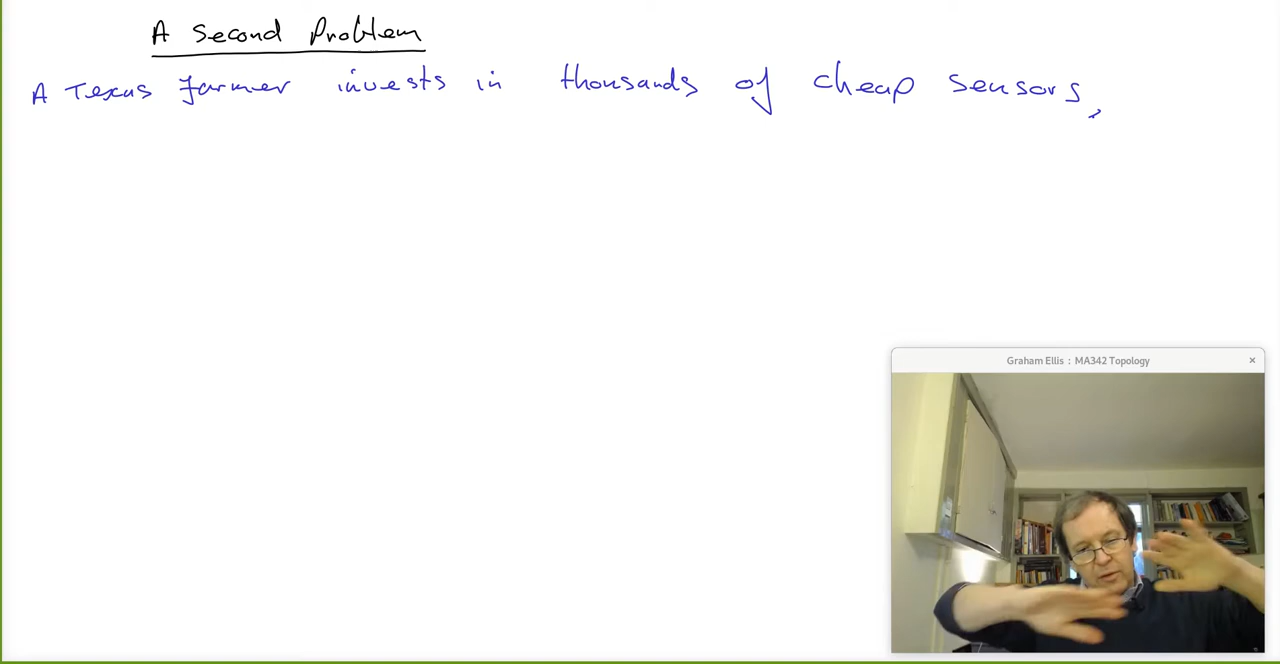 A Second Problem
A Texas farmer invests in thousands of cheap sensors,
Graham Ellis : MA342 Topology